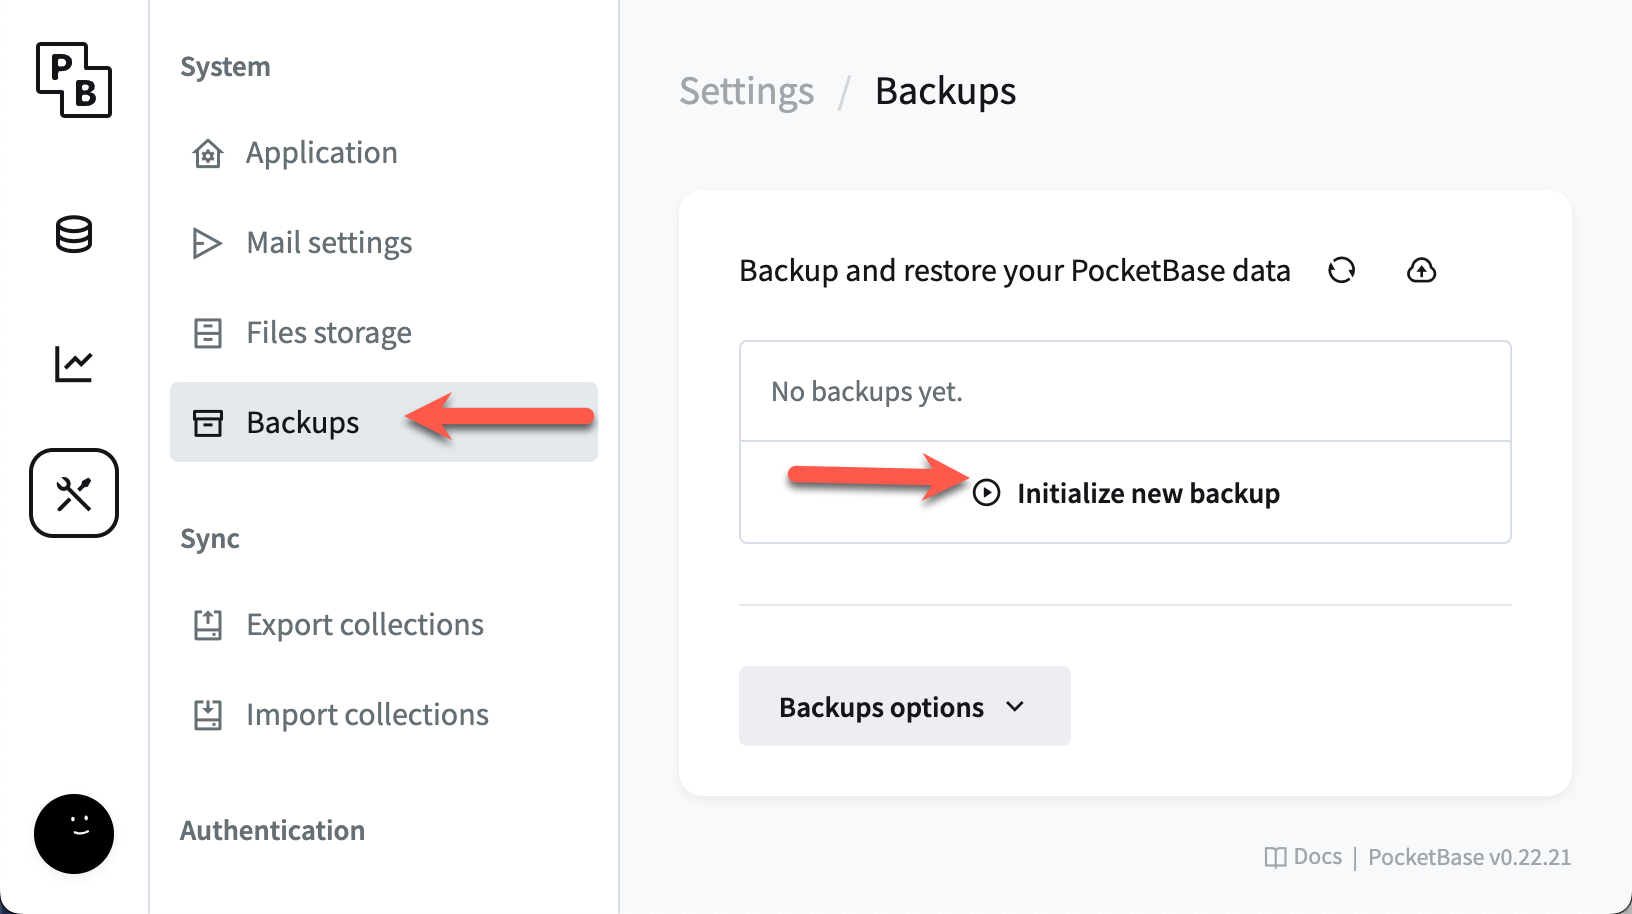 PB
System
Application
Mail settings
Files storage
Backups
Sync
Export collections
Import collections
Authentication
Settings / Backups
Backup and restore your PocketBase data
No backups yet.
Initialize new backup
Backups options
Docs | PocketBase v0.22.21